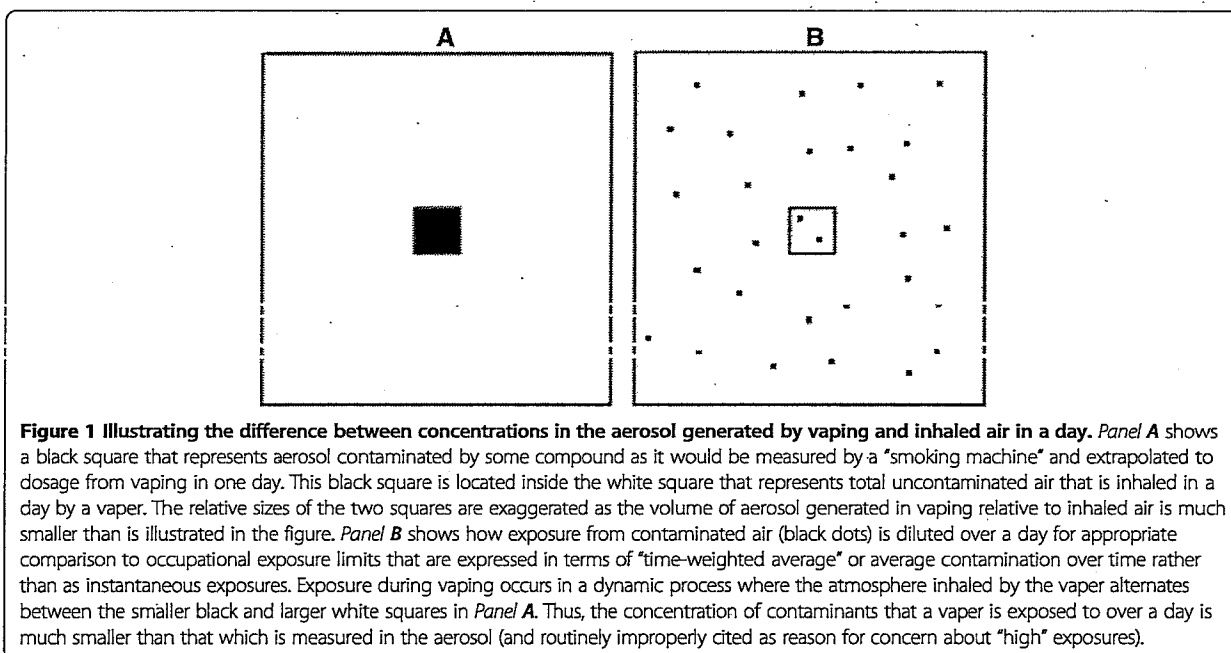 A B
Figure 1 Illustrating the difference between concentrations in the aerosol generated by vaping and inhaled air in a day. Panel A shows
a black square that represents aerosol contaminated by some compound as it would be measured by a "smoking machine" and extrapolated to
dosage from vaping in one day. This black square is located inside the white square that represents total uncontaminated air that is inhaled in a
day by a vaper. The relative sizes of the two squares are exaggerated as the volume of aerosol generated in vaping relative to inhaled air is much
smaller than is illustrated in the figure. Panel B shows how exposure from contaminated air (black dots) is diluted over a day for appropriate
comparison to occupational exposure limits that are expressed in terms of "time-weighted average" or average contamination over time rather
than as instantaneous exposures. Exposure during vaping occurs in a dynamic process where the atmosphere inhaled by the vaper alternates
between the smaller black and larger white squares in Panel A. Thus, the concentration of contaminants that a vaper is exposed to over a day is
much smaller than that which is measured in the aerosol (and routinely improperly cited as reason for concern about "high" exposures).